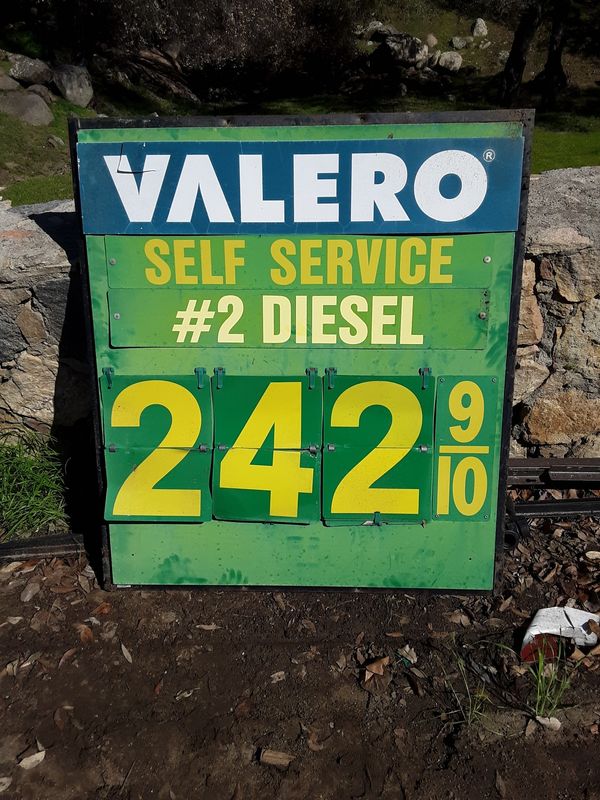 VALERO®
SELF SERVICE
#2 DIESEL
242 9/10